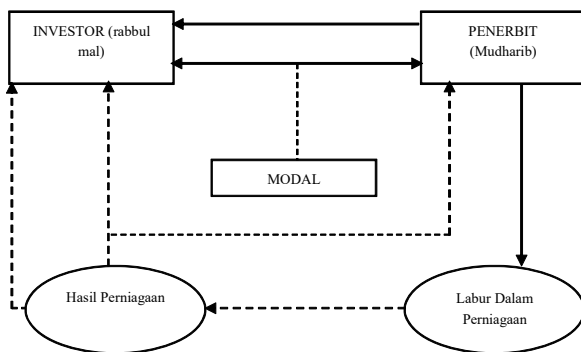 INVESTOR (rabbul
mal)
PENERBIT
(Mudharib)
MODAL
Hasil Perniagaan
Labur Dalam
Perniagaan